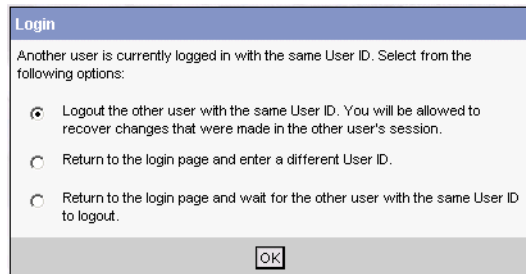 Login
Another user is currently logged in with the same User ID. Select from the
following options:
Logout the other user with the same User ID. You will be allowed to
recover changes that were made in the other user's session.
Return to the login page and enter a different User ID.
Return to the login page and wait for the other user with the same User ID
to logout.
OK